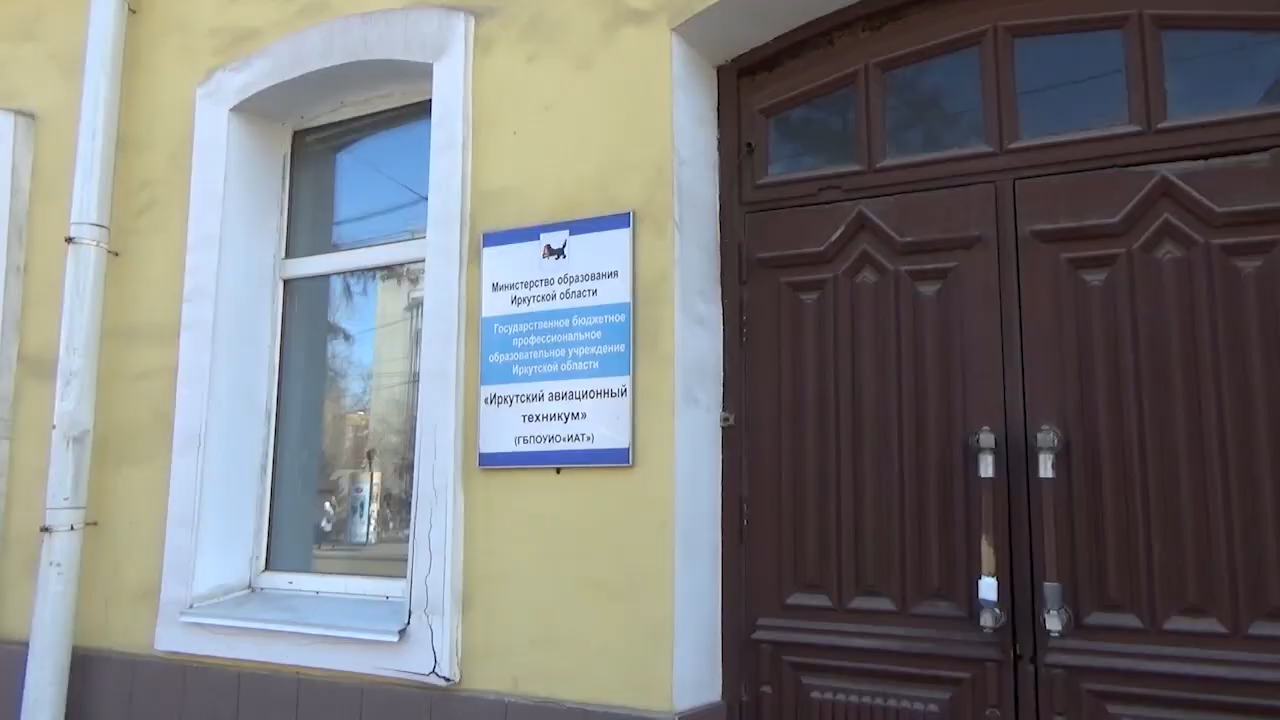 Министерство образования
Иркутской области
Государственное бюджетное
профессиональное
образовательное учреждение
Иркутской области
«Иркутский авиационный
техникум»
(ГБПОУИО«ИАТ»)